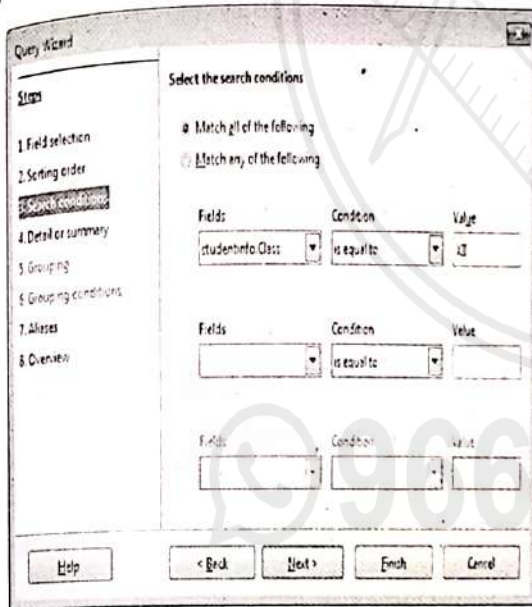 Query Wizard
Steps
1. Field selection
2. Sorting order
3. Search conditions
4. Detail or summary
5. Grouping
6. Grouping conditions
7. Aliases
8. Overview
Select the search conditions
Match all of the following
Match any of the following
Fields Condition Value
studentinfo.Class is equal to
Fields Condition Value
is equal to
Fields Condition Value
Help < Back Next > Finish Cancel
966